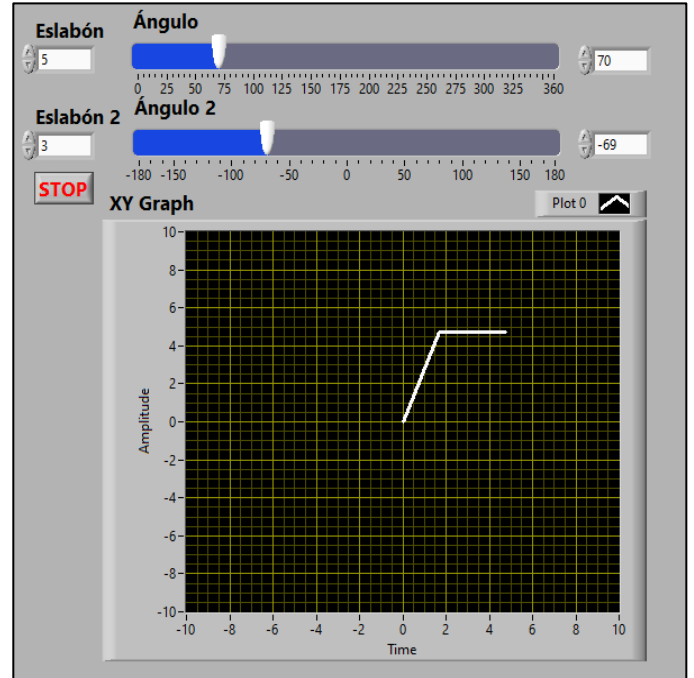 Eslabón
Ángulo
5
70
0 25 50 75 100 125 150 175 200 225 250 275 300 325 360
Eslabón 2
Ángulo 2
3
-69
-180 -150 -100 -50 0 50 100 150 180
STOP
XY Graph
Plot 0
10
8
6
4
2
0
-2
-4
-6
-8
-10
Amplitude
-10 -8 -6 -4 -2 0 2 4 6 8 10
Time